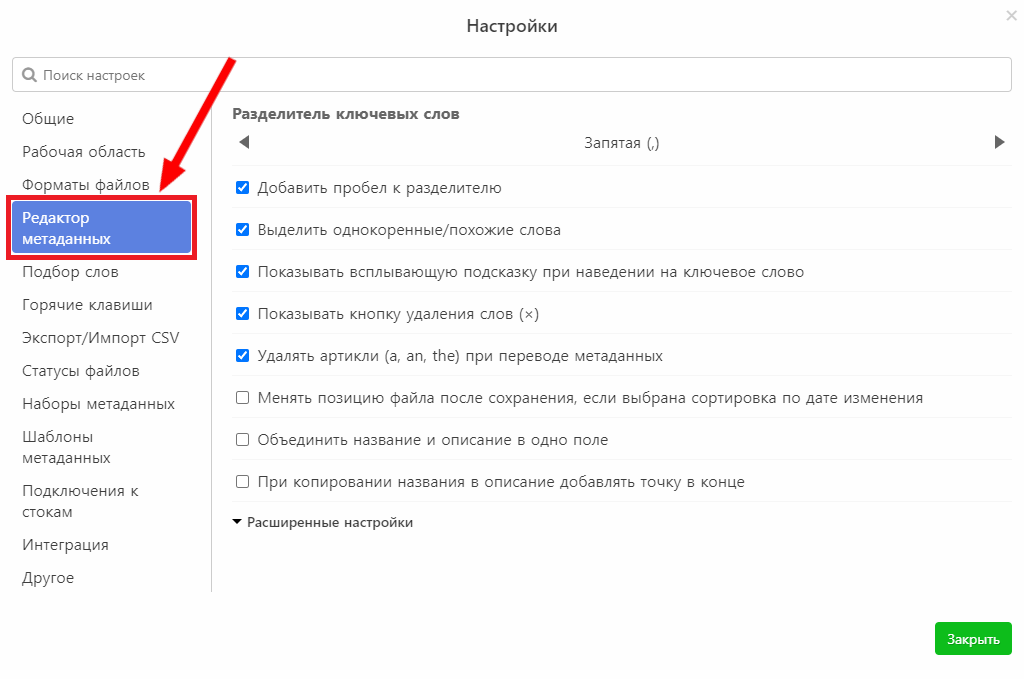 Настройки
Поиск настроек
Общие
Рабочая область
Форматы файлов
Редактор
метаданных
Подбор слов
Горячие клавиши
Экспорт/Импорт CSV
Статусы файлов
Наборы метаданных
Шаблоны
метаданных
Подключения к
стокам
Интеграция
Другое
Разделитель ключевых слов
Запятая (,)
Добавить пробел к разделителю
Выделить однокоренные/похожие слова
Показывать всплывающую подсказку при наведении на ключевое слово
Показывать кнопку удаления слов (×)
Удалять артикли (a, an, the) при переводе метаданных
Менять позицию файла после сохранения, если выбрана сортировка по дате изменения
Объединить название и описание в одно поле
При копировании названия в описание добавлять точку в конце
Расширенные настройки
Закрыть